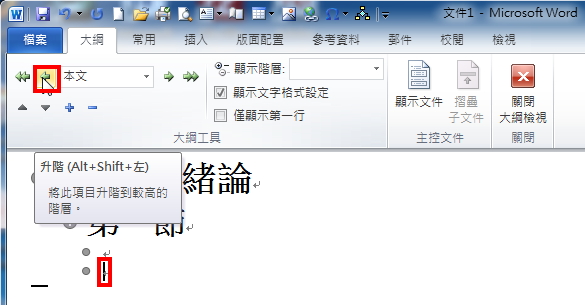 文件1 - Microsoft Word
檔案 大綱 常用 插入 版面配置 參考資料 郵件 校閱 檢視
本文 顯示階層:
顯示文字格式設定
僅顯示第一行
大綱工具
顯示文件
摺疊
子文件
主控文件
關閉
大綱檢視
關閉
升階 (Alt+Shift+左)
將此項目升階到較高的
階層。
緒論
節